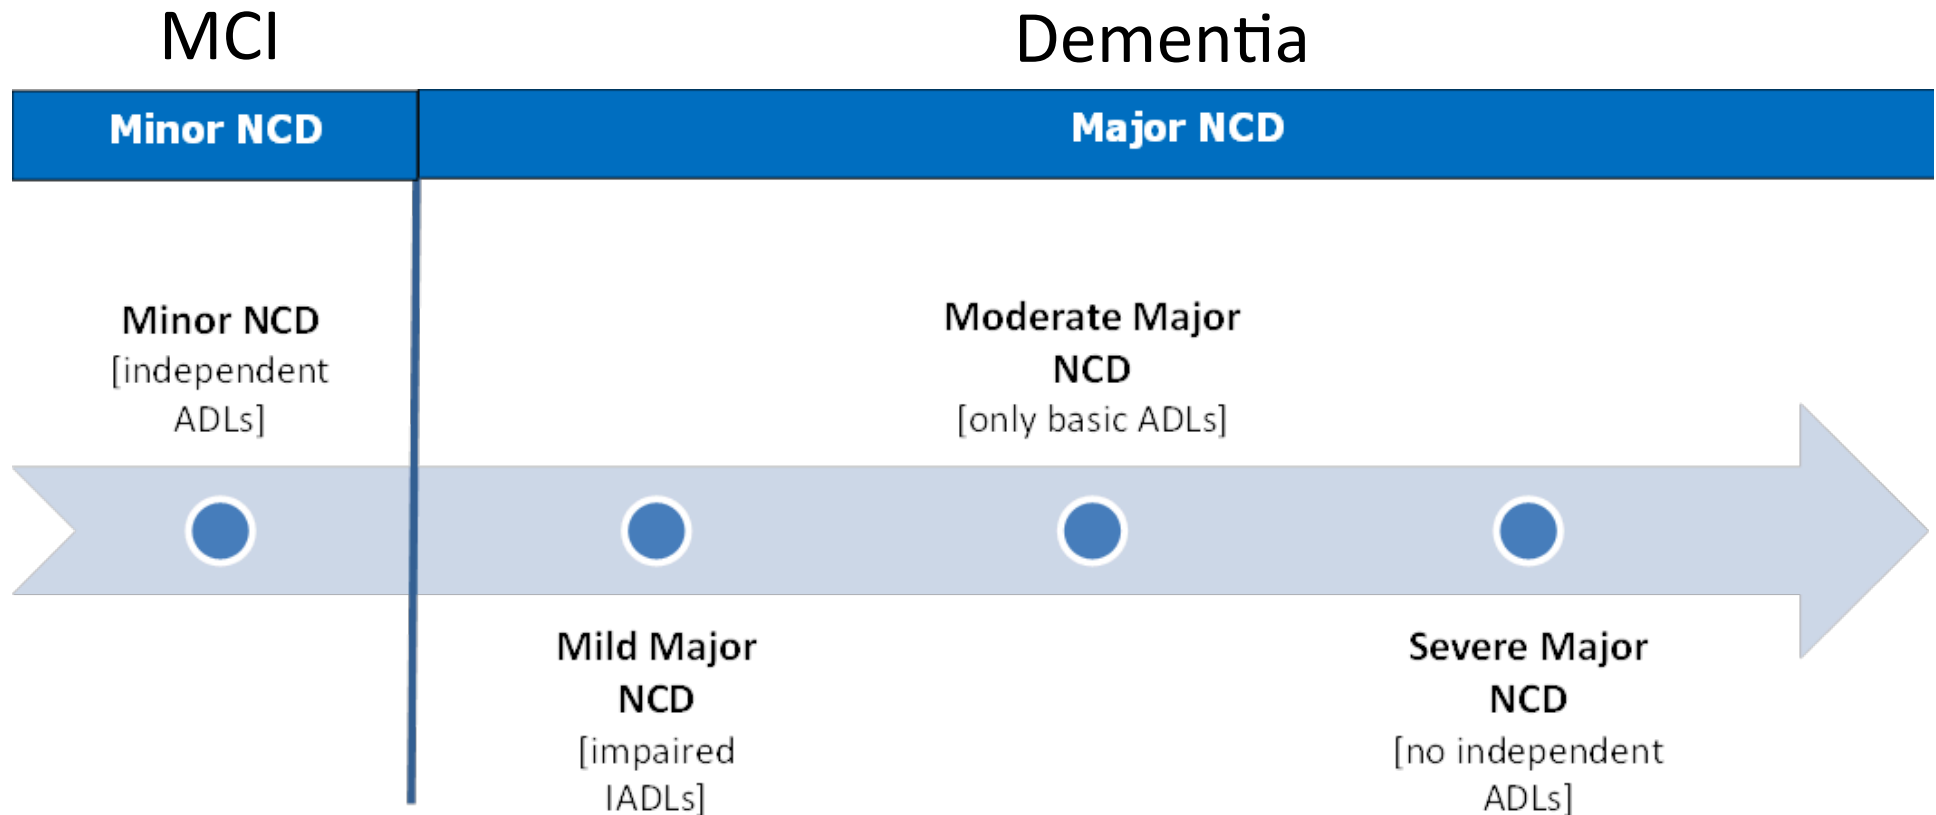 MCI
Dementia
Minor NCD
Major NCD
Minor NCD
[independent
ADLs]
Moderate Major
NCD
[only basic ADLs]
Mild Major
NCD
[impaired
IADLs]
Severe Major
NCD
[no independent
ADLs]